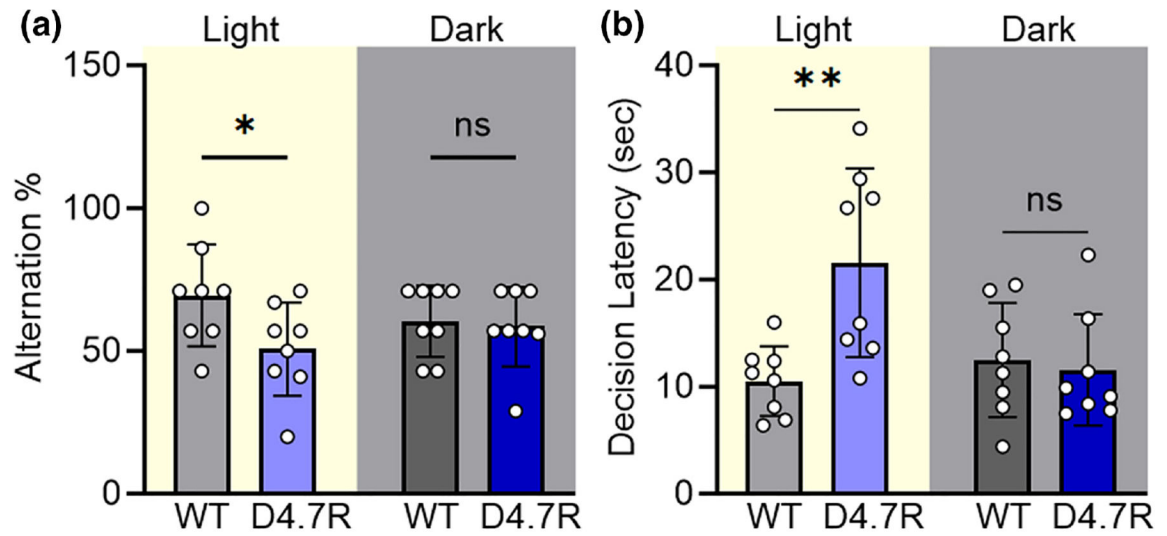 (a)
Light Dark
Alternation %
150
100
50
0
*
ns
WT D4.7R WT D4.7R
(b)
Light Dark
Decision Latency (sec)
40
30
20
10
0
**
ns
WT D4.7R WT D4.7R